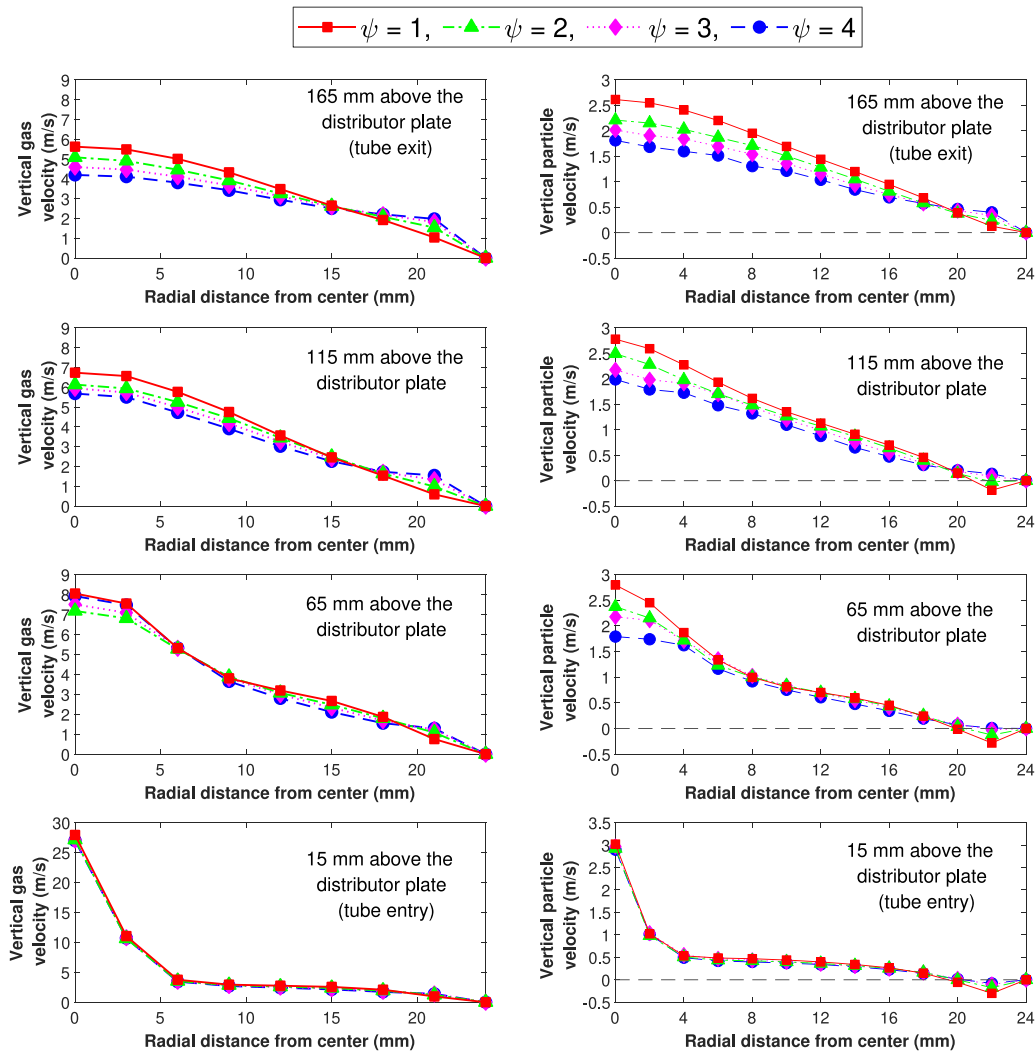 ψ = 1, ψ = 2, ψ = 3, ψ = 4
9
8
7
6
5
4
3
2
1
0
Vertical gas
velocity (m/s)
165 mm above the
distributor plate
(tube exit)
0 5 10 15 20
Radial distance from center (mm)
3
2.5
2
1.5
1
0.5
0
-0.5
Vertical particle
velocity (m/s)
165 mm above the
distributor plate
(tube exit)
0 4 8 12 16 20 24
Radial distance from center (mm)
9
8
7
6
5
4
3
2
1
0
Vertical gas
velocity (m/s)
115 mm above the
distributor plate
0 5 10 15 20
Radial distance from center (mm)
3
2.5
2
1.5
1
0.5
0
-0.5
Vertical particle
velocity (m/s)
115 mm above the
distributor plate
0 4 8 12 16 20 24
Radial distance from center (mm)
9
8
7
6
5
4
3
2
1
0
Vertical gas
velocity (m/s)
65 mm above the
distributor plate
0 5 10 15 20
Radial distance from center (mm)
3
2.5
2
1.5
1
0.5
0
-0.5
Vertical particle
velocity (m/s)
65 mm above the
distributor plate
0 4 8 12 16 20 24
Radial distance from center (mm)
30
25
20
15
10
5
0
Vertical gas
velocity (m/s)
15 mm above the
distributor plate
(tube entry)
0 5 10 15 20
Radial distance from center (mm)
3.5
3
2.5
2
1.5
1
0.5
0
-0.5
Vertical particle
velocity (m/s)
15 mm above the
distributor plate
(tube entry)
0 4 8 12 16 20 24
Radial distance from center (mm)